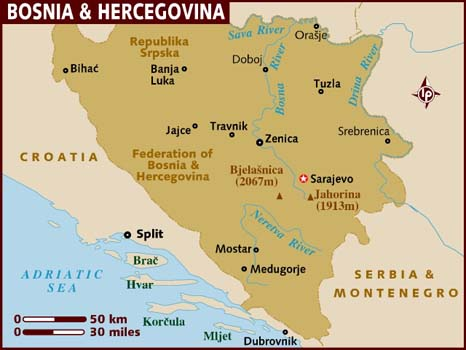 BOSNIA & HERCEGOVINA
Sava River
Orašje
Republika
Srpska
Doboj
Bihać
Banja
Luka
Bosna
River
Tuzla
Drina River
lp
Jajce
Travnik
Zenica
Srebrenica
CROATIA
Federation of
Bosnia &
Hercegovina
Bjelašnica
(2067m)
Sarajevo
Jahorina
(1913m)
Neretva River
Split
Mostar
Brač
ADRIATIC
SEA
Hvar
Medugorje
SERBIA &
MONTENEGRO
0
50 km
0
30 miles
Korčula
Mljet
Dubrovnik